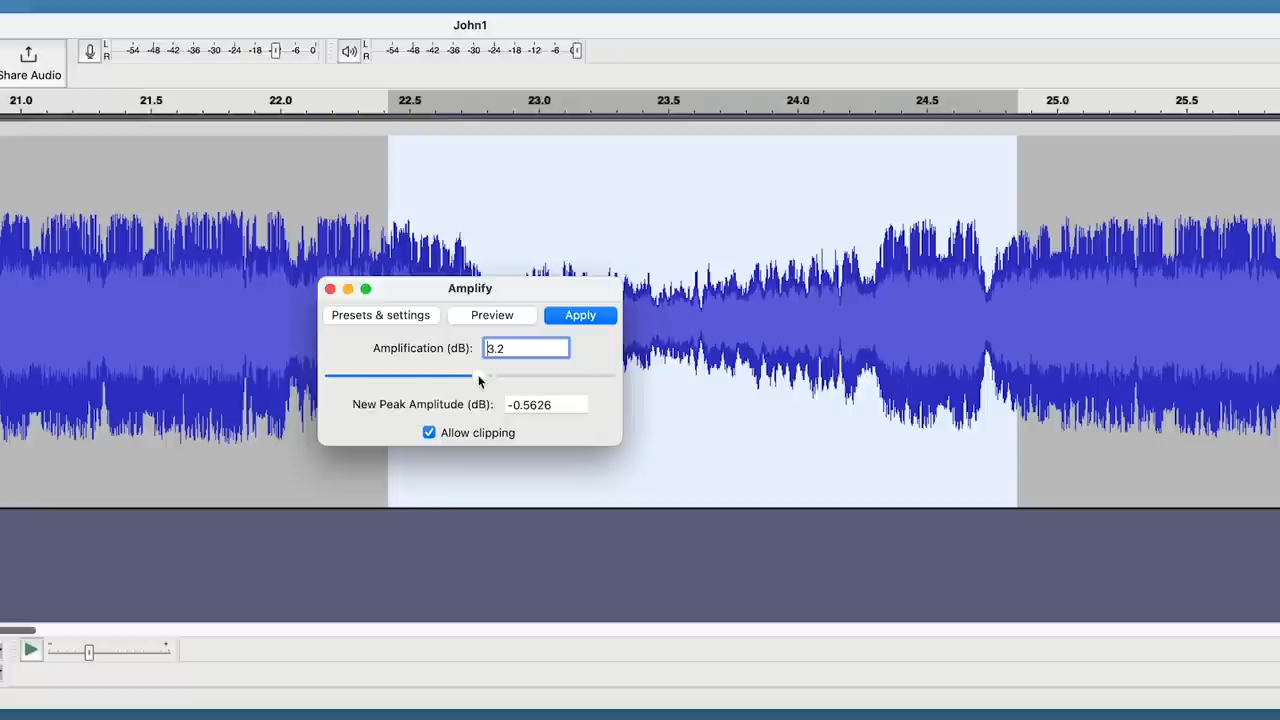 John1
L
R
-54 -48 -42 -36 -30 -24 -18 -6 0
L
R
-54 -48 -42 -36 -30 -24 -18 -12 -6
Share Audio
21.0 21.5 22.0 22.5 23.0 23.5 24.0 24.5 25.0 25.5
Amplify
Presets & settings Preview Apply
Amplification (dB): 3.2
New Peak Amplitude (dB): -0.5626
Allow clipping
- +